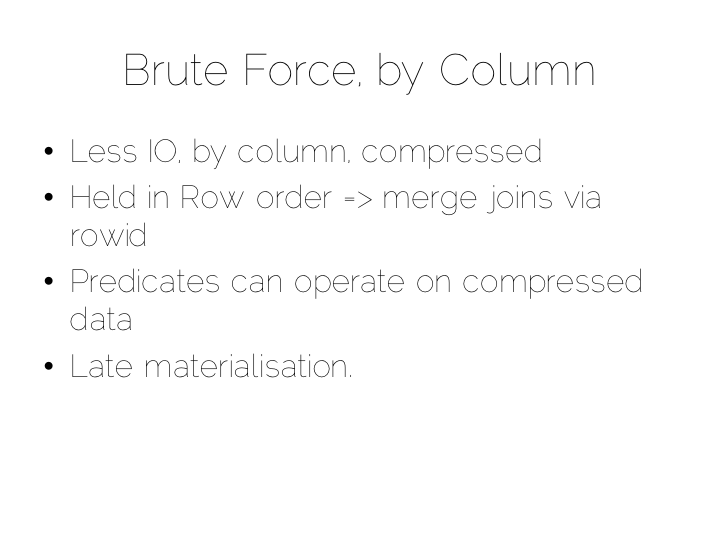 Brute Force, by Column
• Less IO, by column, compressed
• Held in Row order => merge joins via
rowid
• Predicates can operate on compressed
data
• Late materialisation.